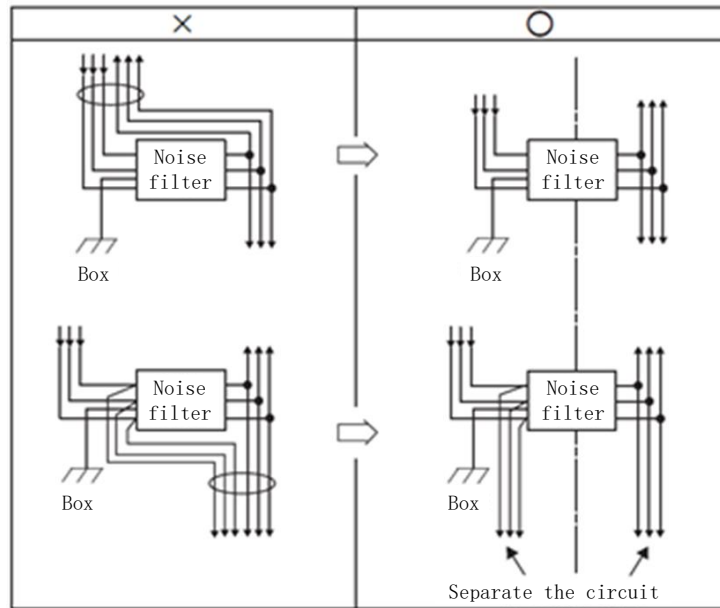 × ○
Noise
filter
Box
Noise
filter
Box
Noise
filter
Box
Noise
filter
Box
Separate the circuit